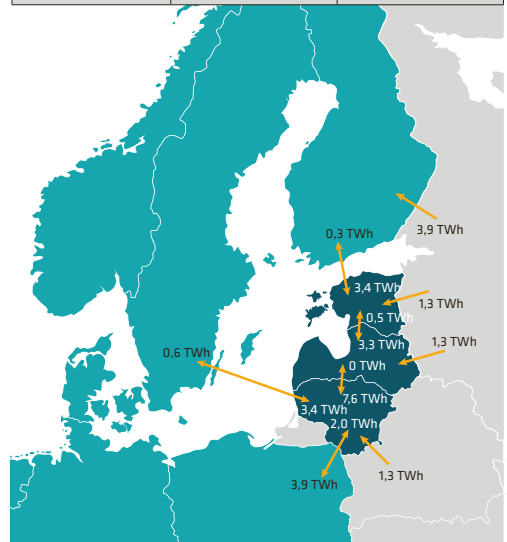 3,9 TWh
0,3 TWh
3,4 TWh
1,3 TWh
0,5 TWh
3,3 TWh
1,3 TWh
0,6 TWh
0 TWh
7,6 TWh
3,4 TWh
2,0 TWh
1,3 TWh
3,9 TWh